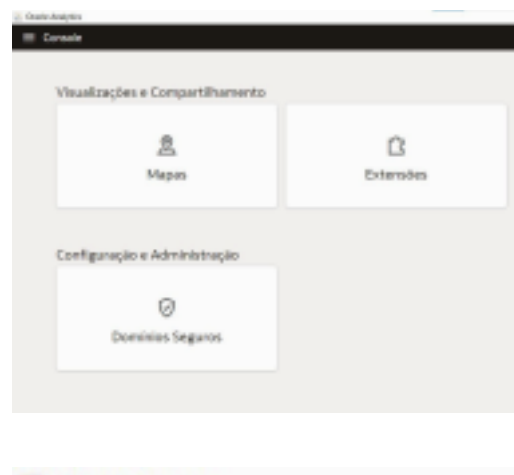 Oracle Analytics
Console
Visualizações e Compartilhamento
Mapas
Extensões
Configuração e Administração
Domínios Seguros